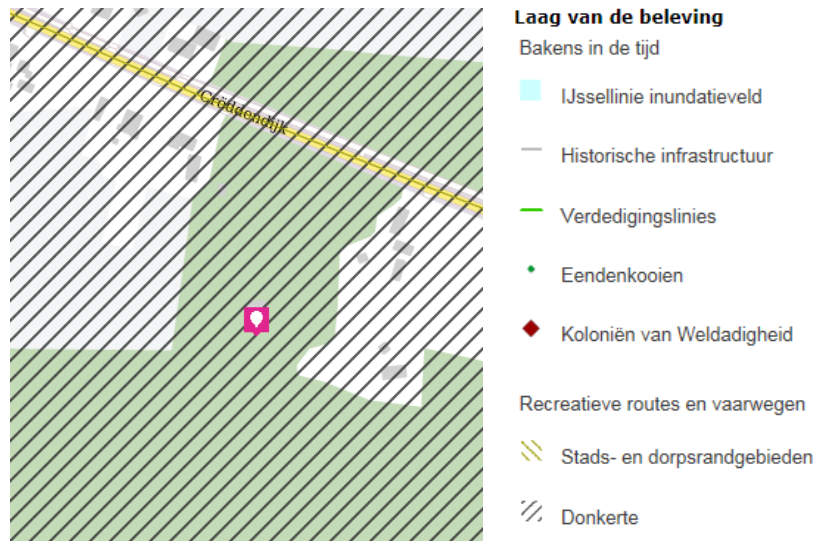 Cröddendijk
Laag van de beleving
Bakens in de tijd
IJssellinie inundatieveld
Historische infrastructuur
Verdedigingslinies
Eendenkooien
Koloniën van Weldadigheid
Recreatieve routes en vaarwegen
Stads- en dorpsrandgebieden
Donkerte